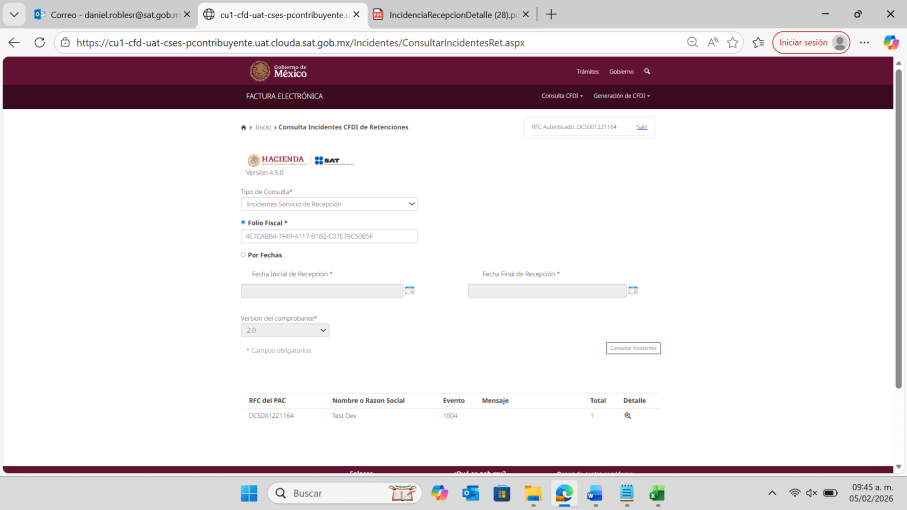 Correo - daniel.roblesr@sat.gob.m
cu1-cfd-uat-cses-pcontribuyente.
IncidenciaRecepcionDetalle (28).p
https://cu1-cfd-uat-cses-pcontribuyente.uat.clouda.sat.gob.mx/Incidentes/ConsultarIncidentesRet.aspx
Iniciar sesión
Gobierno de
México
Trámites Gobierno
FACTURA ELECTRÓNICA
Consulta CFDI Generación de CFDI
Inicio Consulta Incidentes CFDI de Retenciones
RFC Autenticado: DCS001221164 Salir
HACIENDA SAT
Versión 4.5.0
Tipo de Consulta*
Incidentes Servicio de Recepción
Folio Fiscal *
4C7CABB4-7F49-4117-B1B2-C07E79C50B5F
Por Fechas
Fecha Inicial de Recepción * Fecha Final de Recepción *
Version del comprobante*
2.0
* Campos obligatorios
Consultar Incidentes
RFC del PAC Nombre o Razon Social Evento Mensaje Total Detalle
DCS001221164 Test Dev 1004 1
Buscar
09:45 a. m.
05/02/2026